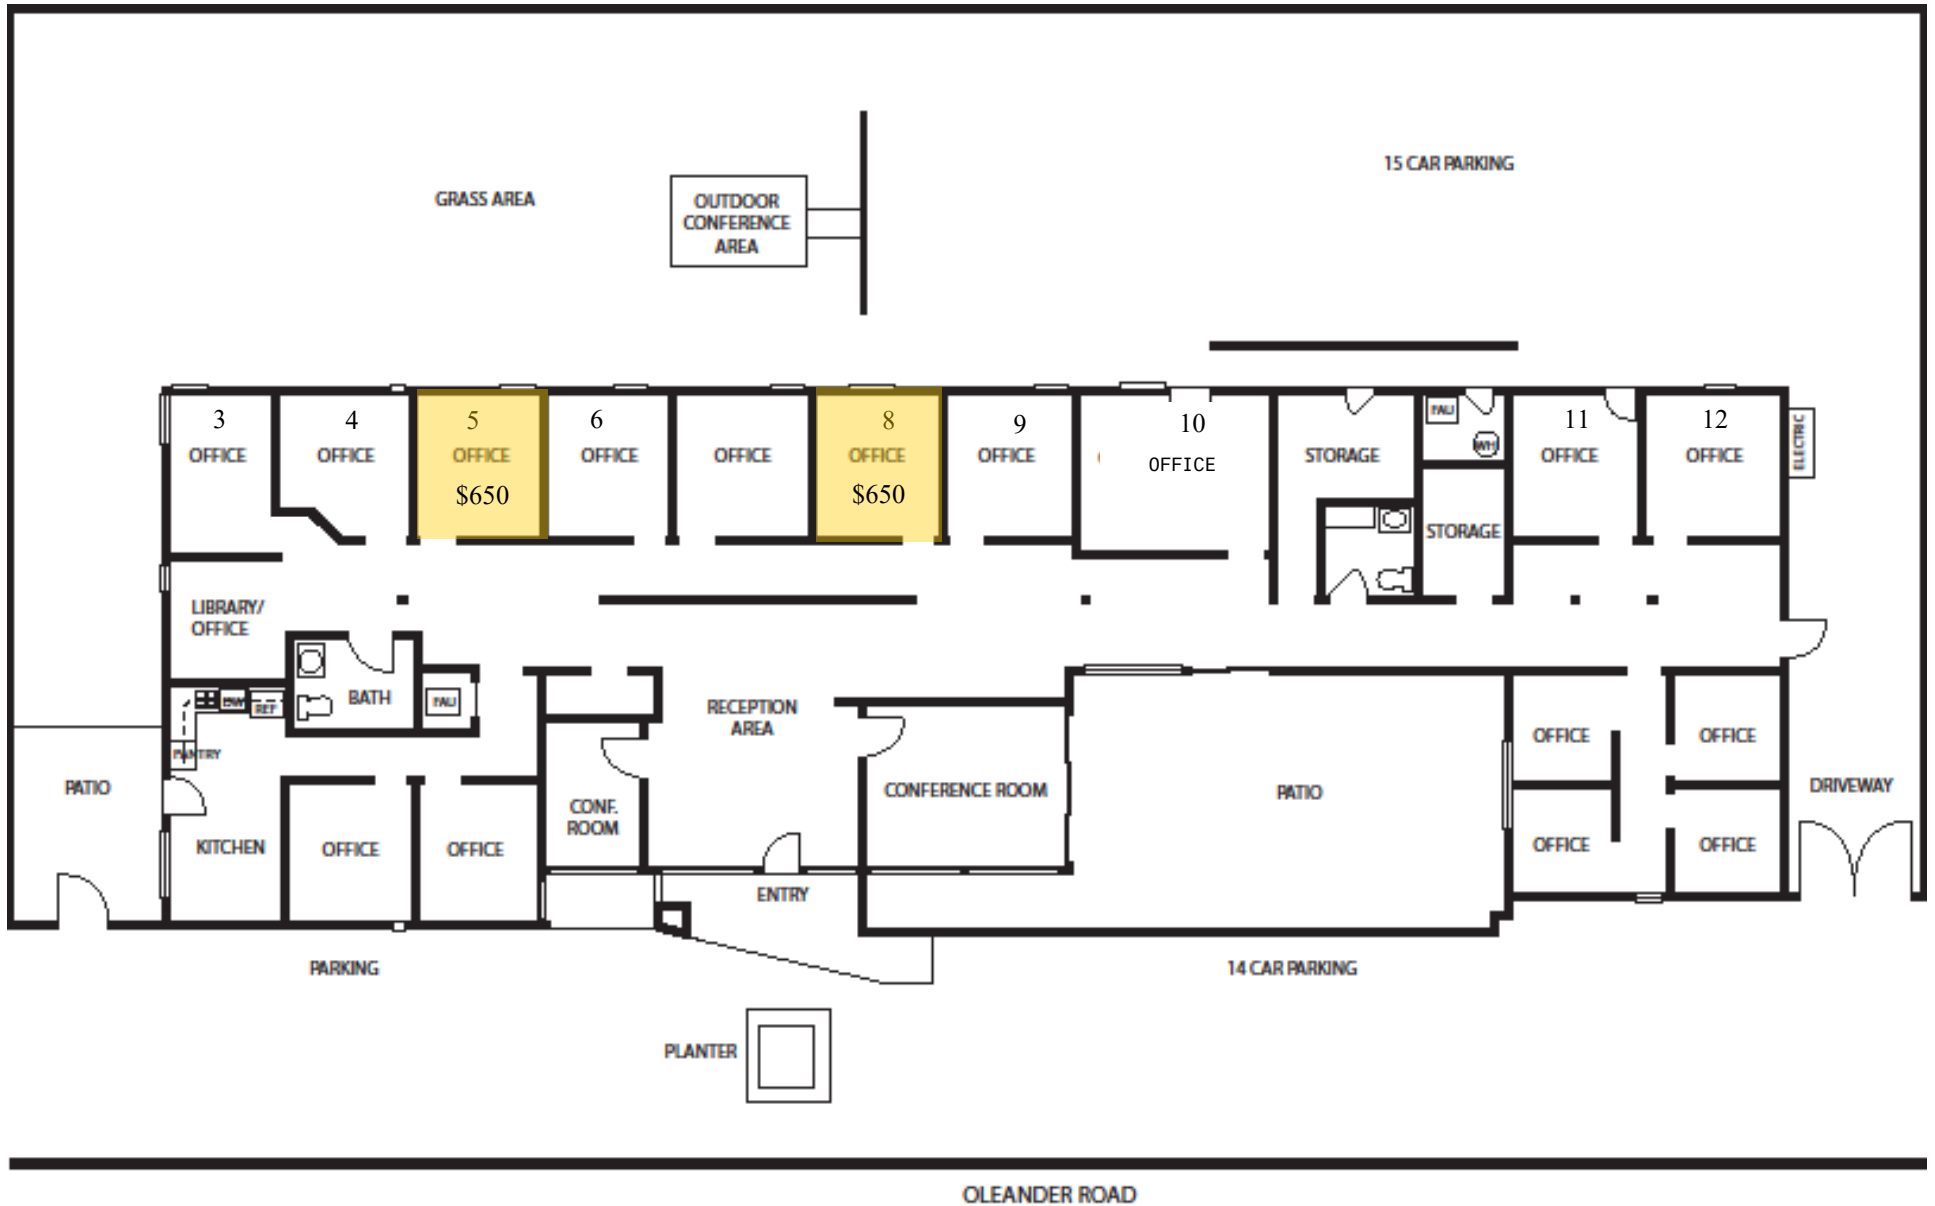 15 CAR PARKING
GRASS AREA
OUTDOOR
CONFERENCE
AREA
3
OFFICE
4
OFFICE
5
OFFICE
$650
6
OFFICE
OFFICE
8
OFFICE
$650
9
OFFICE
10
OFFICE
STORAGE
FAU
WH
STORAGE
11
OFFICE
12
OFFICE
ELECTRIC
LIBRARY/
OFFICE
BATH
FAU
DW
REF
PANTRY
KITCHEN
PATIO
OFFICE
OFFICE
CONF.
ROOM
RECEPTION
AREA
CONFERENCE ROOM
PATIO
OFFICE
OFFICE
OFFICE
OFFICE
DRIVEWAY
ENTRY
PARKING
14 CAR PARKING
PLANTER
OLEANDER ROAD